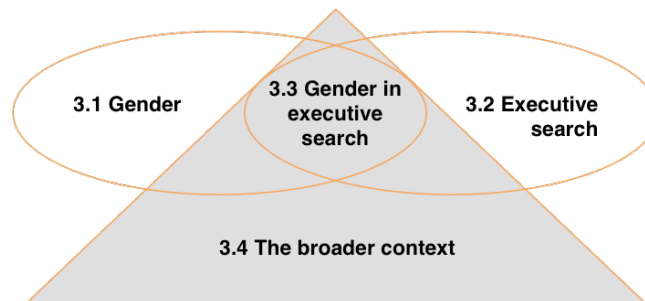 3.1 Gender
3.3 Gender in
executive
search
3.2 Executive
search
3.4 The broader context